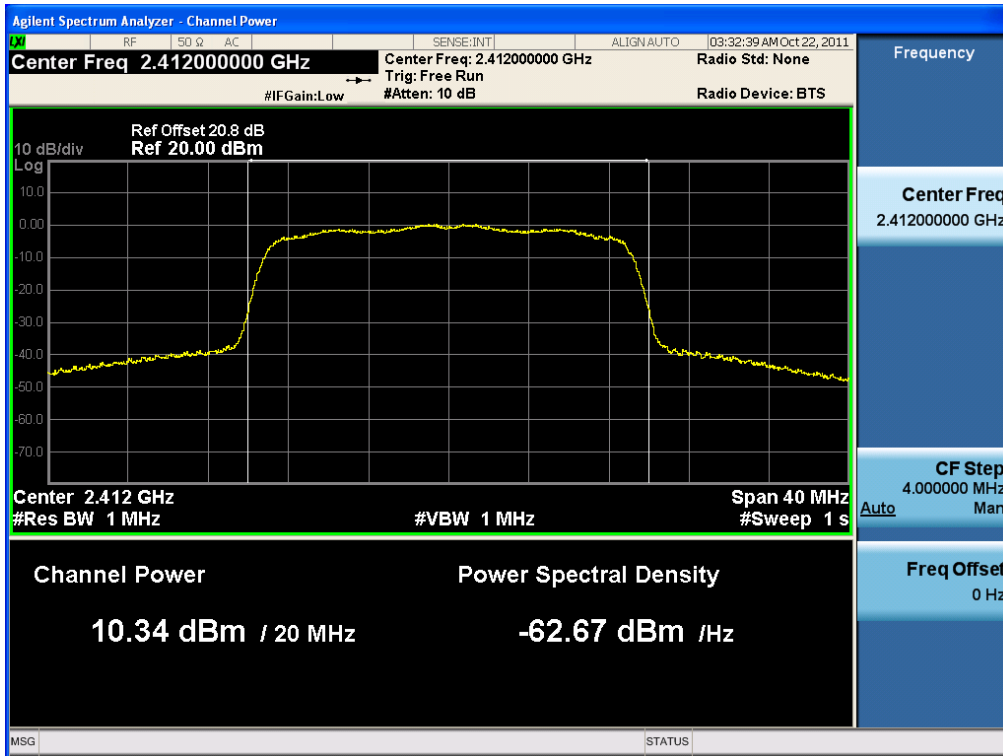 Agilent Spectrum Analyzer - Channel Power
LXI RF 50 Ω AC SENSE:INT ALIGN AUTO 03:32:39 AM Oct 22, 2011
Center Freq 2.412000000 GHz
Center Freq: 2.412000000 GHz
Radio Std: None
Trig: Free Run
#IFGain:Low
#Atten: 10 dB
Radio Device: BTS
Ref Offset 20.8 dB
10 dB/div Ref 20.00 dBm
Log
10.0
0.00
-10.0
-20.0
-30.0
-40.0
-50.0
-60.0
-70.0
Center 2.412 GHz Span 40 MHz
#Res BW 1 MHz #VBW 1 MHz #Sweep 1 s
Channel Power Power Spectral Density
10.34 dBm / 20 MHz -62.67 dBm /Hz
MSG STATUS
Frequency
Center Freq
2.412000000 GHz
CF Step
4.000000 MHz
Auto Man
Freq Offset
0 Hz